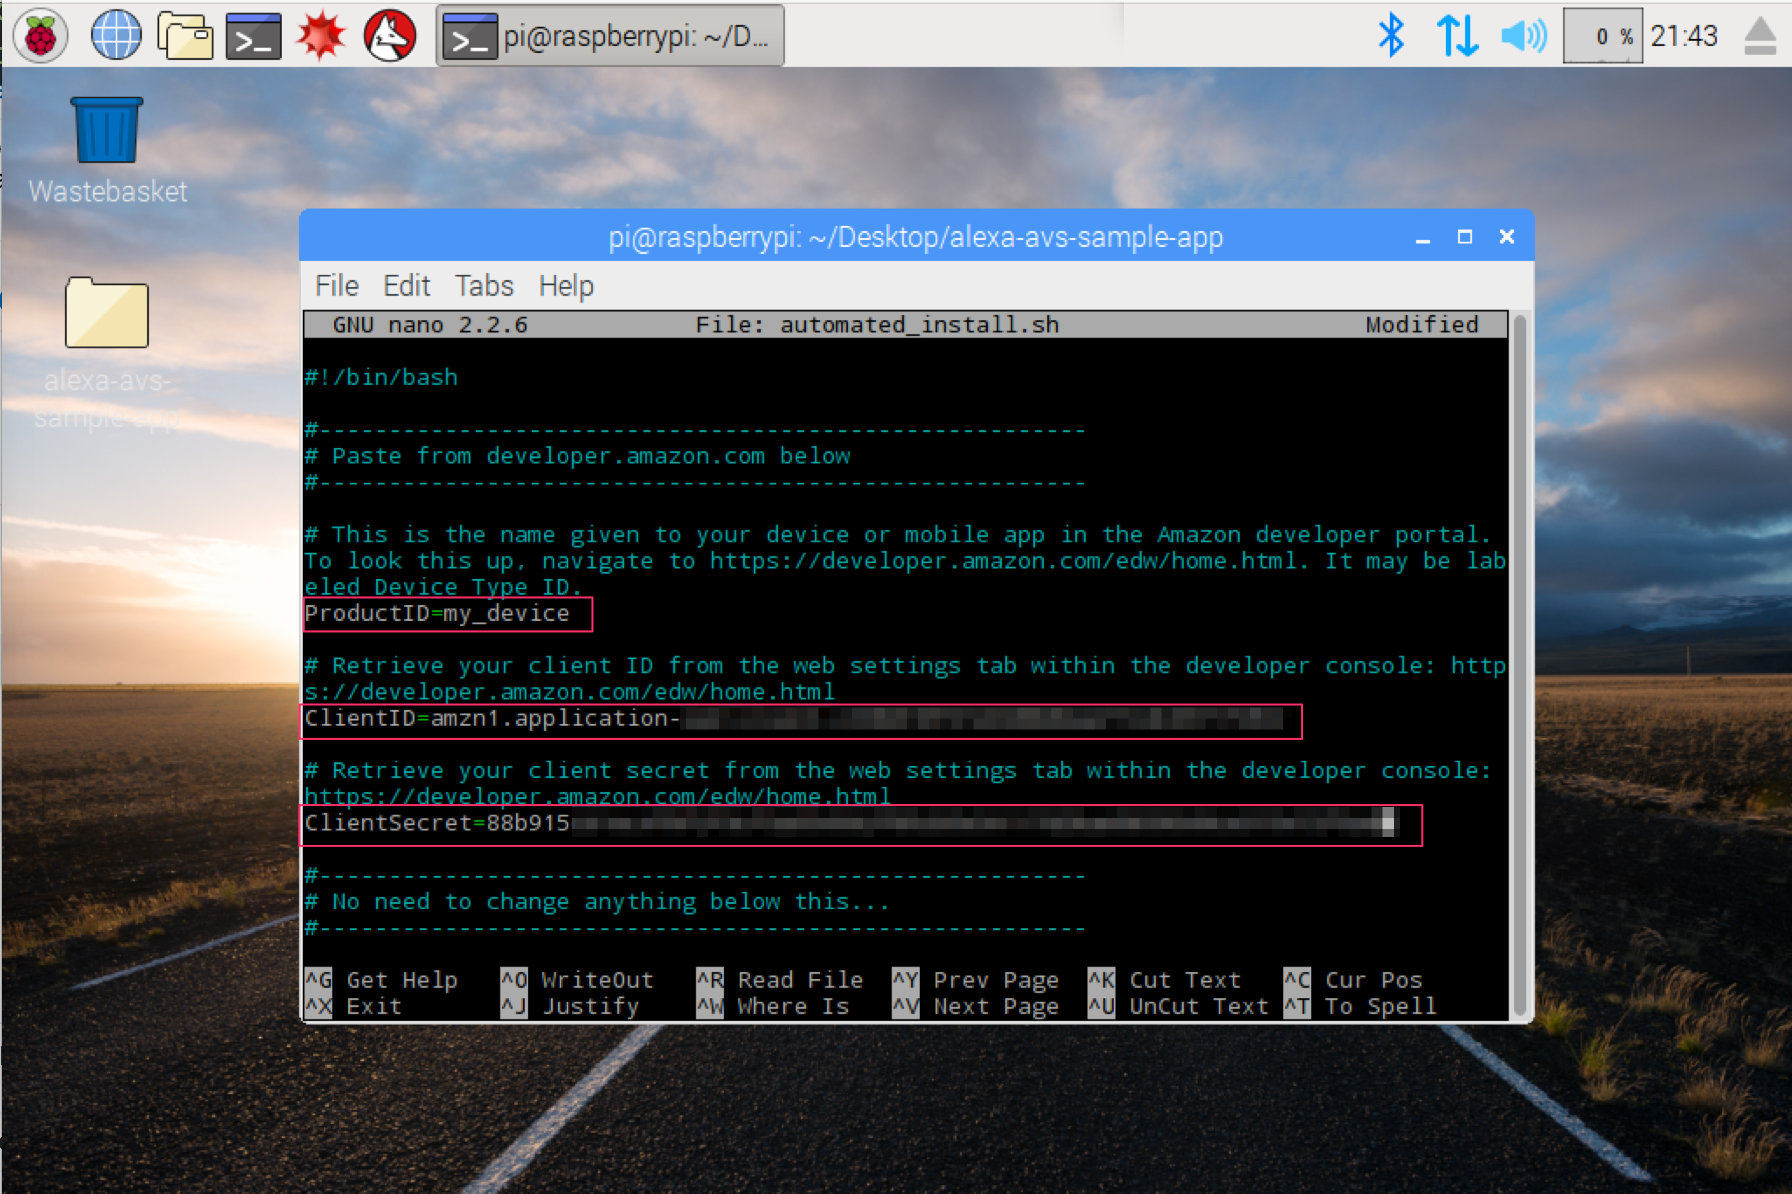 pi@raspberrypi: ~/D...
0 %
21:43
Wastebasket
alexa-avs-
sample-app
pi@raspberrypi: ~/Desktop/alexa-avs-sample-app
File Edit Tabs Help
GNU nano 2.2.6 File: automated_install.sh Modified
#!/bin/bash
#-------------------------------------------------------
# Paste from developer.amazon.com below
#-------------------------------------------------------
# This is the name given to your device or mobile app in the Amazon developer portal.
To look this up, navigate to https://developer.amazon.com/edw/home.html. It may be lab
eled Device Type ID.
ProductID=my_device
# Retrieve your client ID from the web settings tab within the developer console: http
s://developer.amazon.com/edw/home.html
ClientID=amzn1.application-
# Retrieve your client secret from the web settings tab within the developer console:
https://developer.amazon.com/edw/home.html
ClientSecret=88b915
#-------------------------------------------------------
# No need to change anything below this...
#-------------------------------------------------------
^G Get Help ^O WriteOut ^R Read File ^Y Prev Page ^K Cut Text ^C Cur Pos
^X Exit ^J Justify ^W Where Is ^V Next Page ^U UnCut Text ^T To Spell